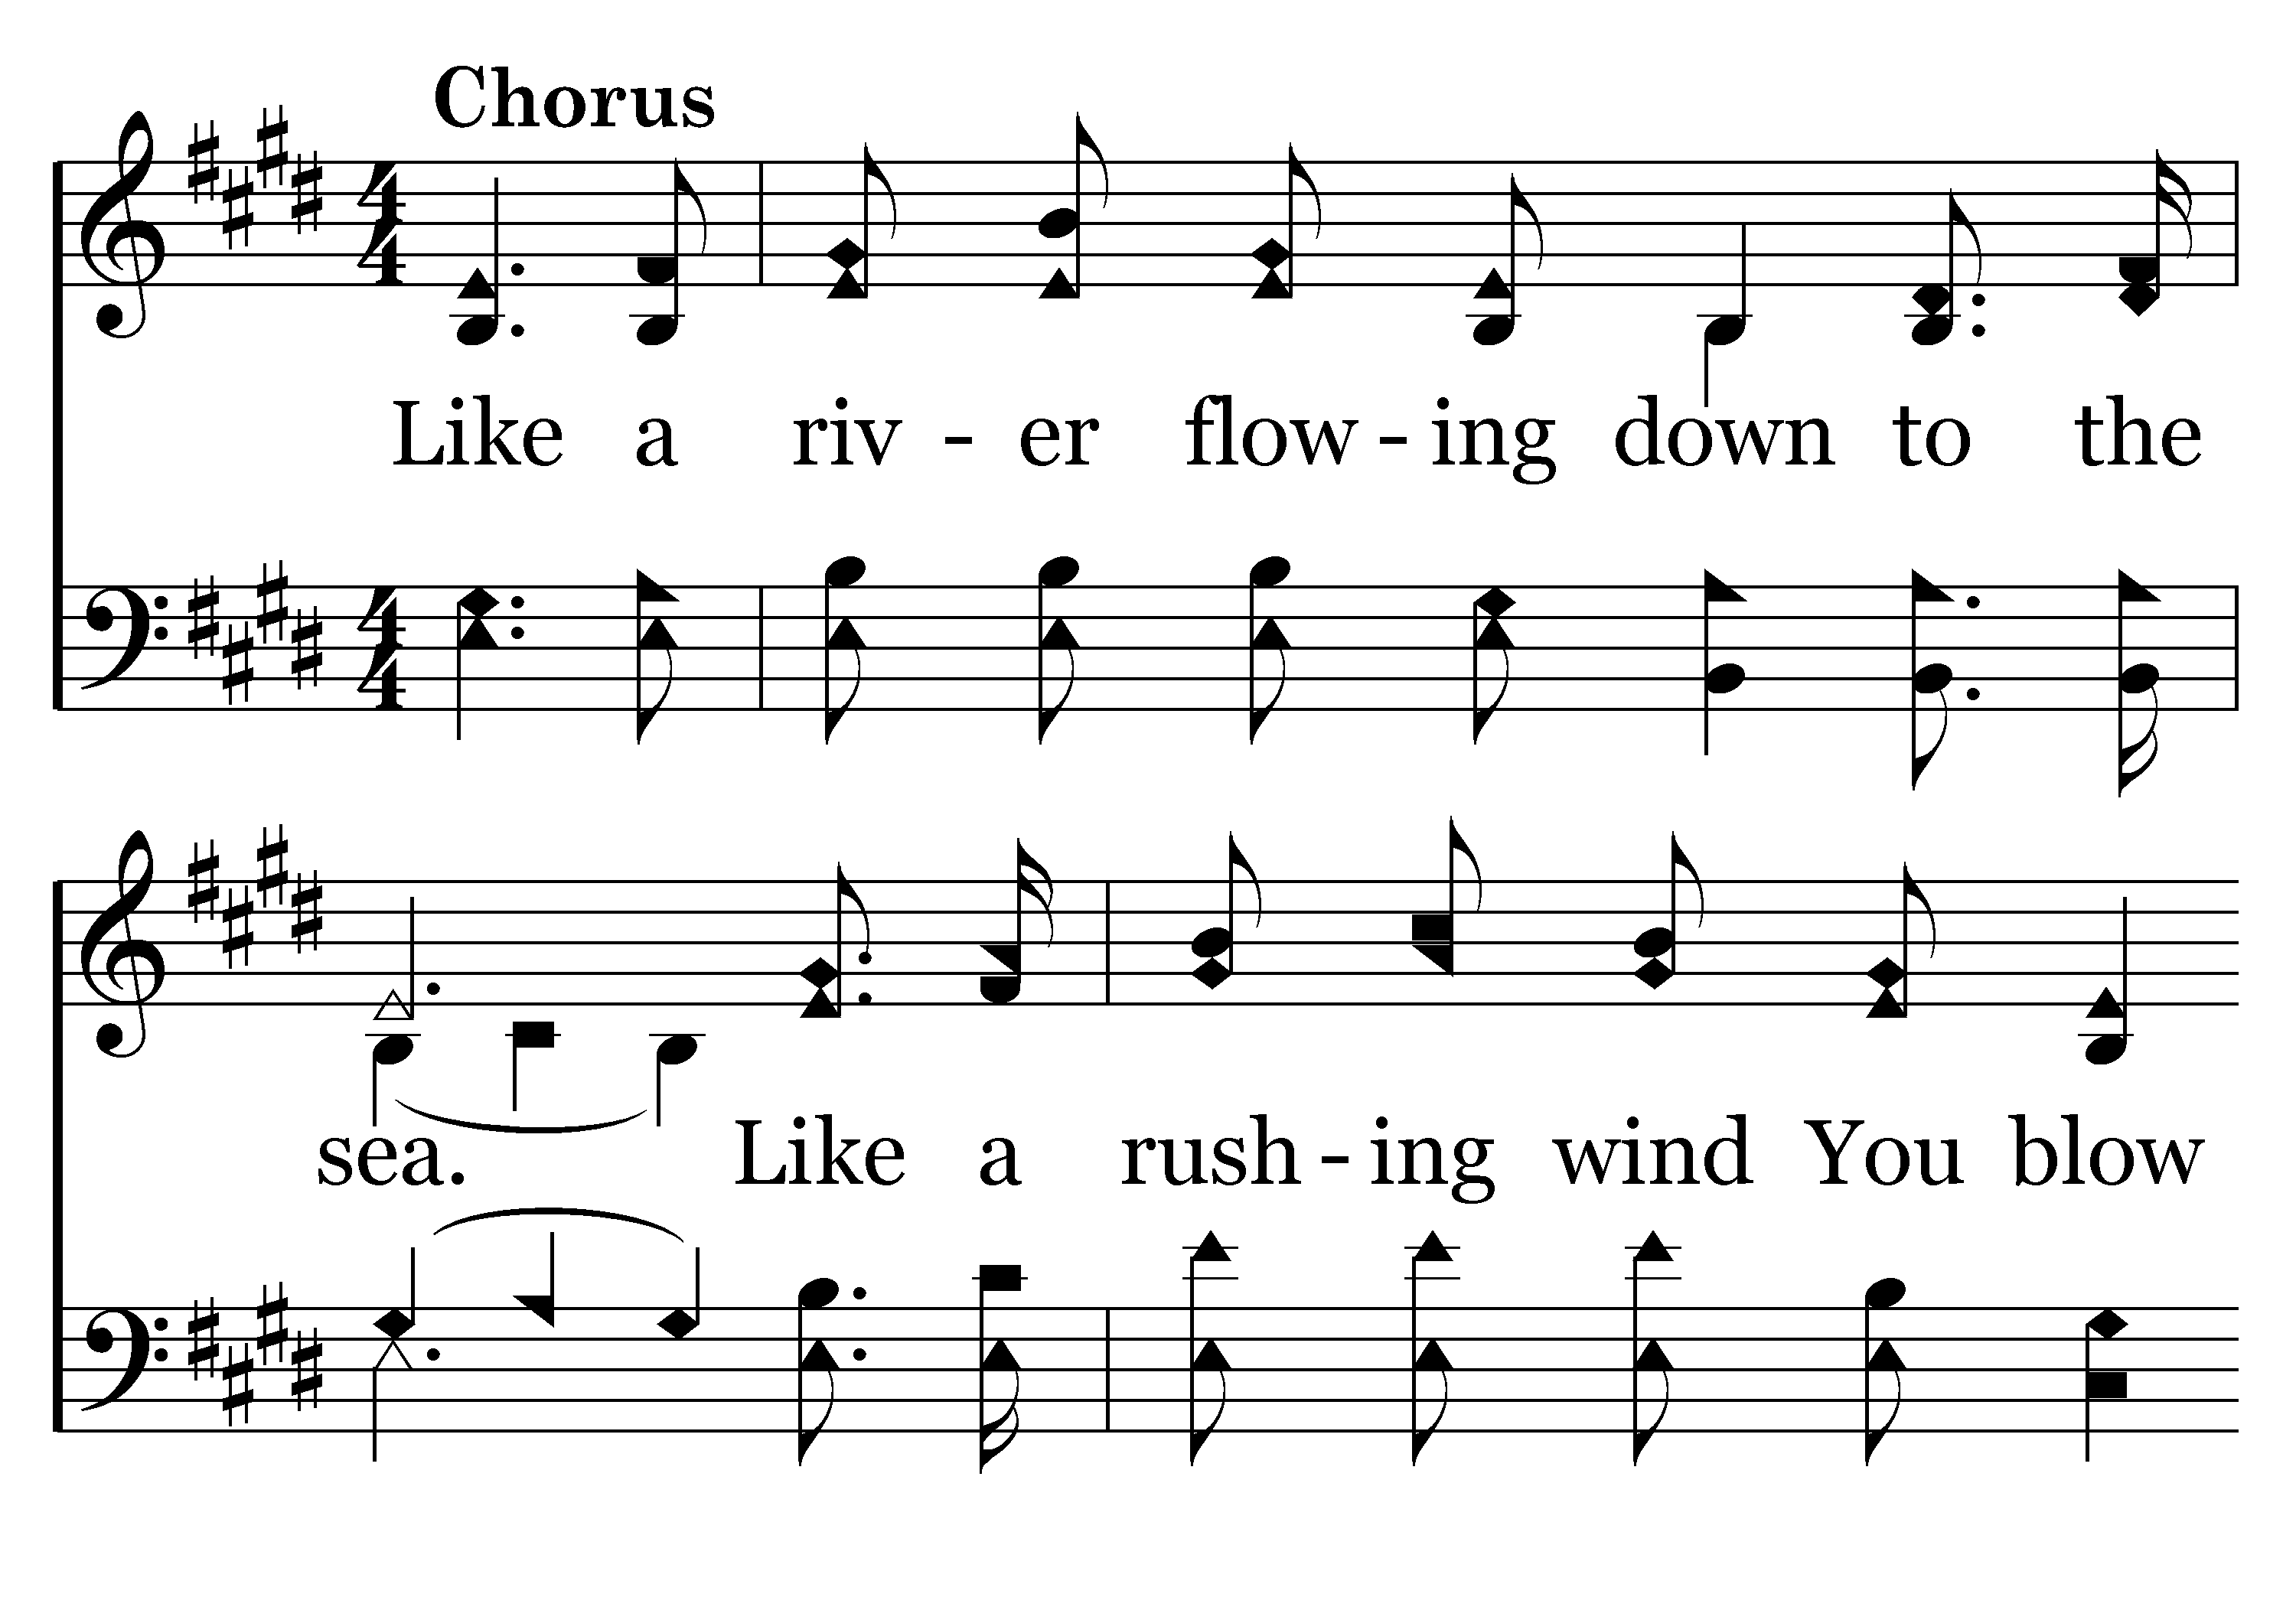 Chorus
Like a riv - er flow - ing down to the
sea. Like a rush - ing wind You blow